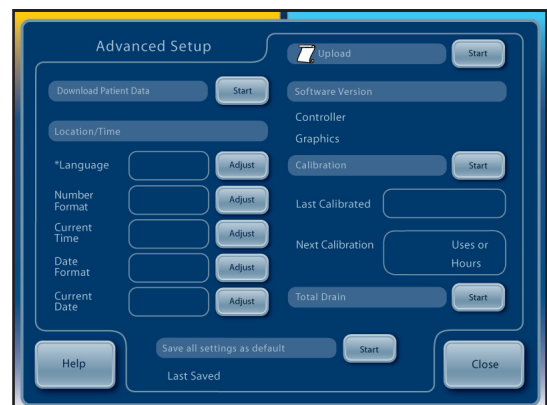 Advanced Setup
Upload
Start
Download Patient Data
Start
Software Version
Controller
Graphics
Location/Time
*Language
Adjust
Calibration
Start
Number
Format
Adjust
Last Calibrated
Current
Time
Adjust
Next Calibration
Uses or
Hours
Date
Format
Adjust
Current
Date
Adjust
Total Drain
Start
Save all settings as default
Start
Last Saved
Help
Close